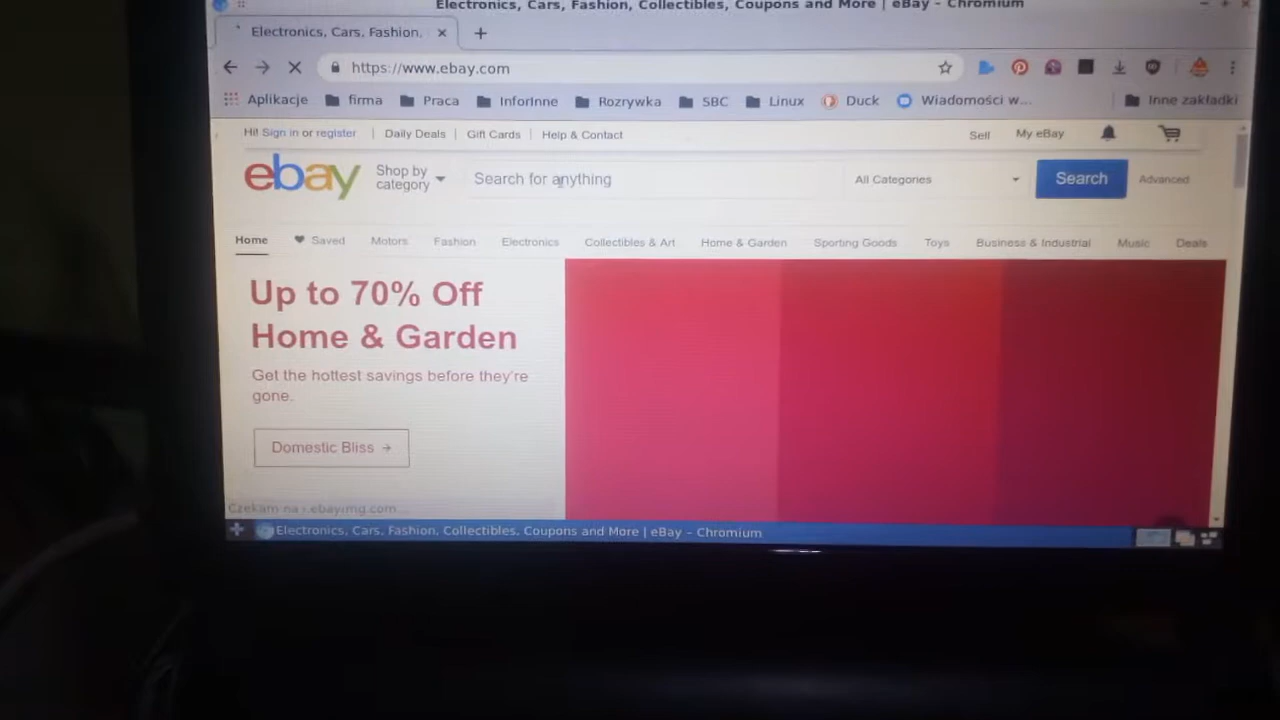 Electronics, Cars, Fashion, Collectibles, Coupons and More | eBay - Chromium
Electronics, Cars, Fashion,
https://www.ebay.com
Aplikacje firma Praca InforInne Rozrywka SBC Linux Duck Wiadomości w... Inne zakładki
Hi! Sign in or register | Daily Deals | Gift Cards | Help & Contact Sell My eBay
ebay Shop by category Search for anything All Categories Search Advanced
Home Saved Motors Fashion Electronics Collectibles & Art Home & Garden Sporting Goods Toys Business & Industrial Music Deals
Up to 70% Off
Home & Garden
Get the hottest savings before they're
gone.
Domestic Bliss →
Czekam na
Electronics, Cars, Fashion, Collectibles, Coupons and More | eBay - Chromium